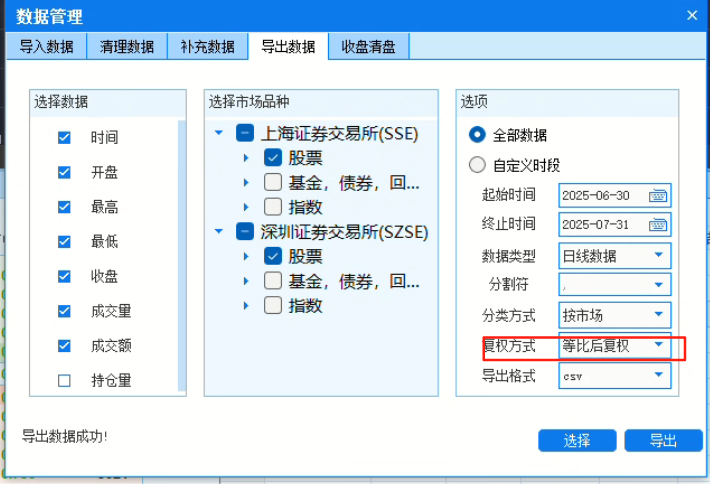 数据管理
导入数据 清理数据 补充数据 导出数据 收盘清盘
选择数据
时间
开盘
最高
最低
收盘
成交量
成交额
持仓量
选择市场品种
上海证券交易所(SSE)
股票
基金，债券，回...
指数
深圳证券交易所(SZSE)
股票
基金，债券，回...
指数
选项
全部数据
自定义时段
起始时间 2025-06-30
终止时间 2025-07-31
数据类型 日线数据
分割符 ,
分类方式 按市场
复权方式 等比后复权
导出格式 csv
导出数据成功!
选择 导出